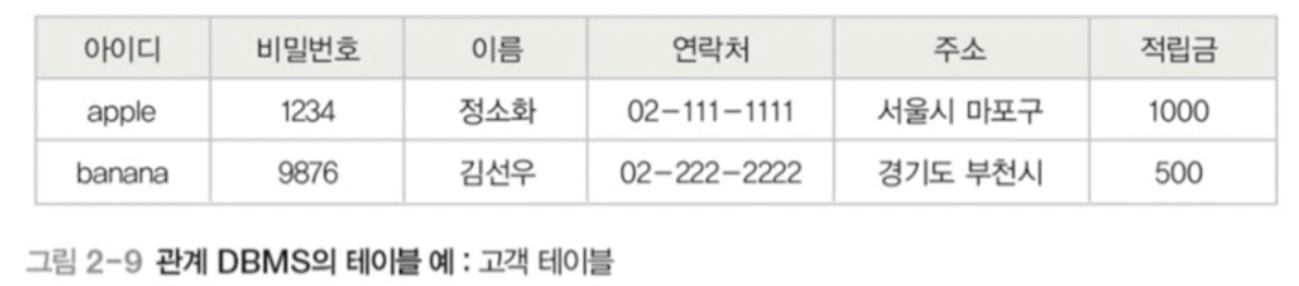 아이디 비밀번호 이름 연락처 주소 적립금
apple 1234 정소화 02-111-1111 서울시 마포구 1000
banana 9876 김선우 02-222-2222 경기도 부천시 500
그림 2-9 관계 DBMS의 테이블 예 : 고객 테이블